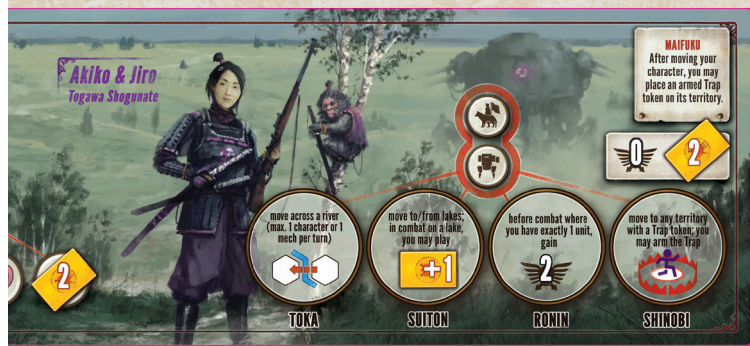 Akiko & Jiro
Togawa Shogunate
MAIFUKU
After moving your
character, you may
place an armed Trap
token on its territory.
0
2
2
move across a river
(max. 1 character or 1
mech per turn)
TOKA
move to/from lakes;
in combat on a lake,
you may play
+1
SUITON
before combat where
you have exactly 1 unit,
gain
2
RONIN
move to any territory
with a Trap token; you
may arm the Trap
SHINOBI